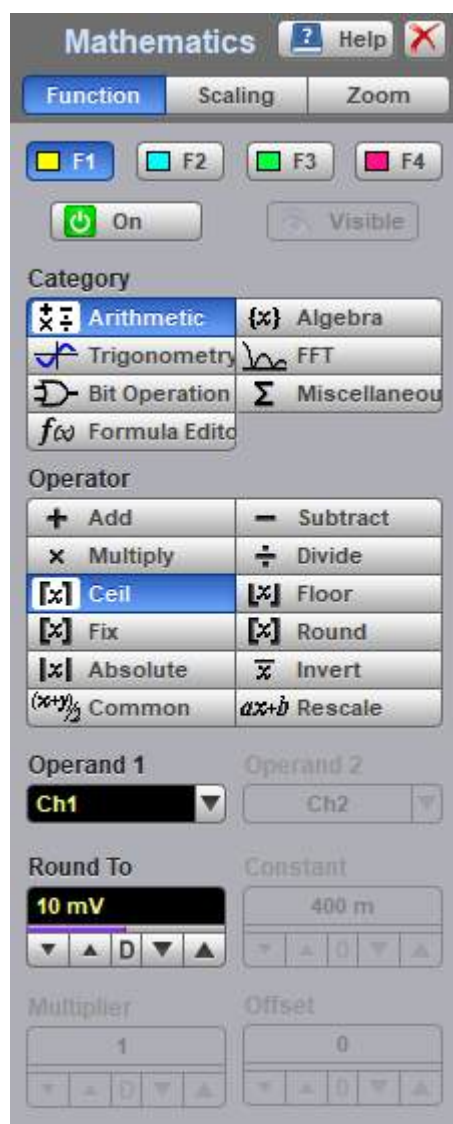 Mathematics ? Help
Function Scaling Zoom
F1 F2 F3 F4
On Visible
Category
Arithmetic {x} Algebra
Trigonometry FFT
Bit Operation Σ Miscellaneou
f(ω) Formula Edito
Operator
+ Add − Subtract
× Multiply ÷ Divide
⌈x⌉ Ceil ⌊x⌋ Floor
[x] Fix [x] Round
|x| Absolute x̅ Invert
(x+y)/2 Common ax+b Rescale
Operand 1 Operand 2
Ch1 Ch2
Round To Constant
10 mV 400 m
D D
Multiplier Offset
1 0
D D